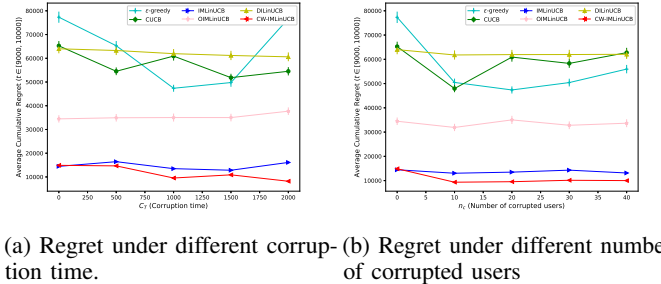 80000
70000
60000
50000
40000
30000
20000
10000
Average Cumulative Regret (t ∈ [9000, 10000])
ε-greedy
CUCB
IMLinUCB
OIMLinUCB
DILinUCB
CW-IMLinUCB
0 500 1000 1500 2000
C_T (Corruption time)
80000
70000
60000
50000
40000
30000
20000
10000
Average Cumulative Regret (t ∈ [9000, 10000])
ε-greedy
CUCB
IMLinUCB
OIMLinUCB
DILinUCB
CW-IMLinUCB
0 10 20 30 40
n_c (Number of corrupted users)
(a) Regret under different corrup-
tion time.
(b) Regret under different number
of corrupted users